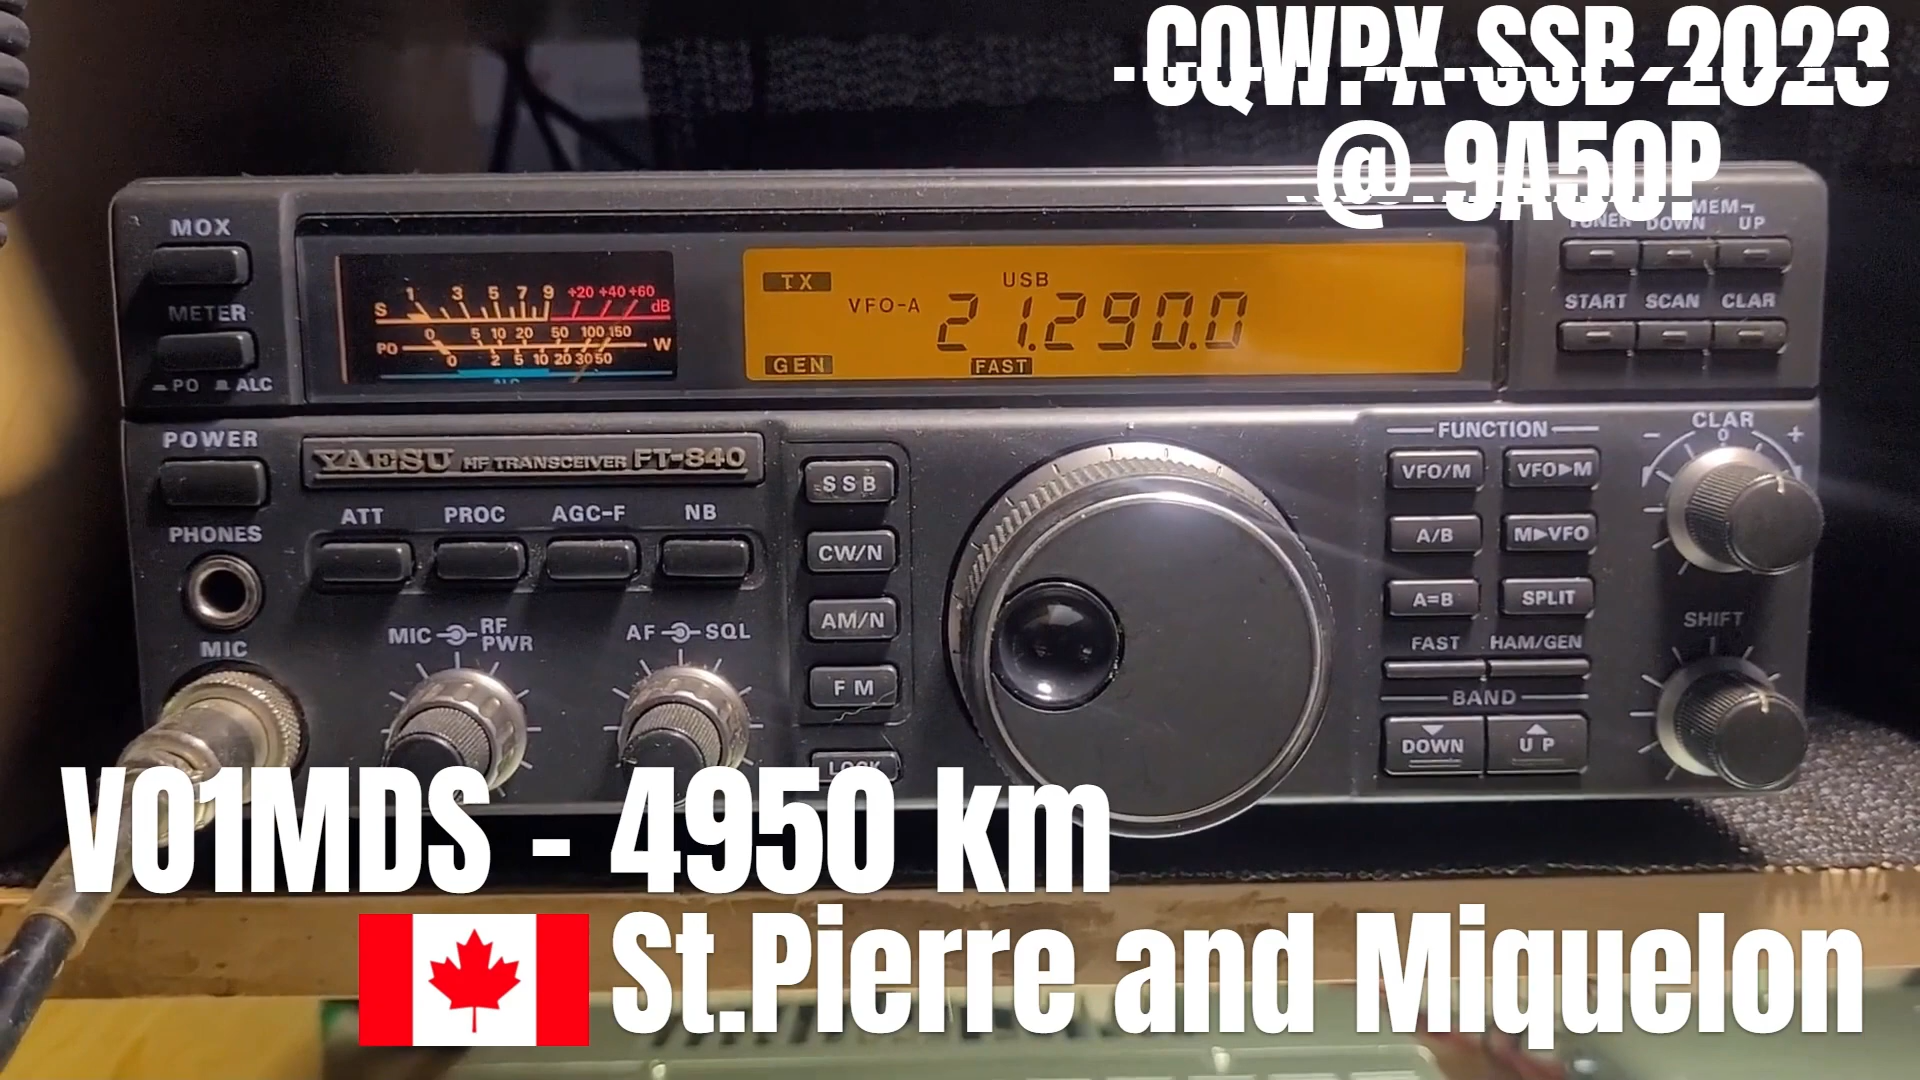 CQWPX SSB 2023
@ 9A50P
MOX
METER
PO ALC
S 1 3 5 7 9 +20 +40 +60 dB
0 5 10 20 50 100 150
PO W
0 2 5 10 20 30 50
ALC
TX USB
VFO-A 21.290.0
GEN FAST
MEM
TUNER DOWN UP
START SCAN CLAR
POWER
PHONES
MIC
YAESU HF TRANSCEIVER FT-840
ATT PROC AGC-F NB
MIC RF PWR
AF SQL
SSB
CW/N
AM/N
FM
LOCK
FUNCTION
VFO/M VFO▶M
A/B M▶VFO
A=B SPLIT
FAST HAM/GEN
BAND
DOWN UP
CLAR
- 0 +
SHIFT
VO1MDS - 4950 km
St.Pierre and Miquelon